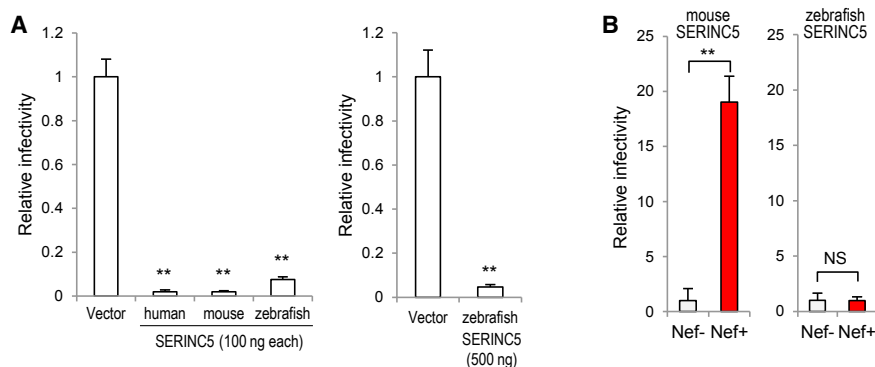 A
1.2
1
0.8
0.6
0.4
0.2
0
Relative infectivity
** ** **
Vector human mouse zebrafish
SERINC5 (100 ng each)
1.2
1
0.8
0.6
0.4
0.2
0
Relative infectivity
**
Vector zebrafish
SERINC5
(500 ng)
B
mouse
SERINC5
25
20
15
10
5
0
Relative infectivity
**
Nef- Nef+
zebrafish
SERINC5
25
20
15
10
5
0
NS
Nef- Nef+